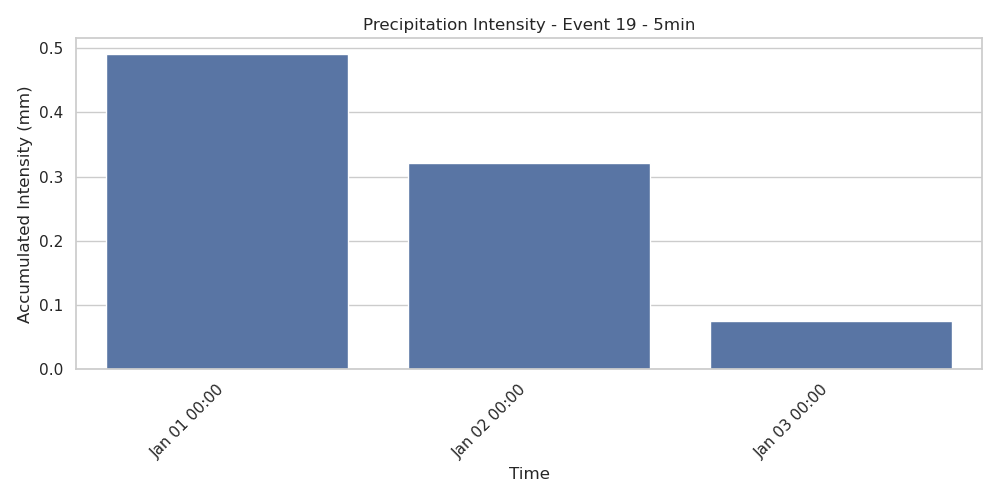 Precipitation Intensity - Event 19 - 5min
Accumulated Intensity (mm)
0.5
0.4
0.3
0.2
0.1
0.0
Jan 01 00:00
Jan 02 00:00
Jan 03 00:00
Time